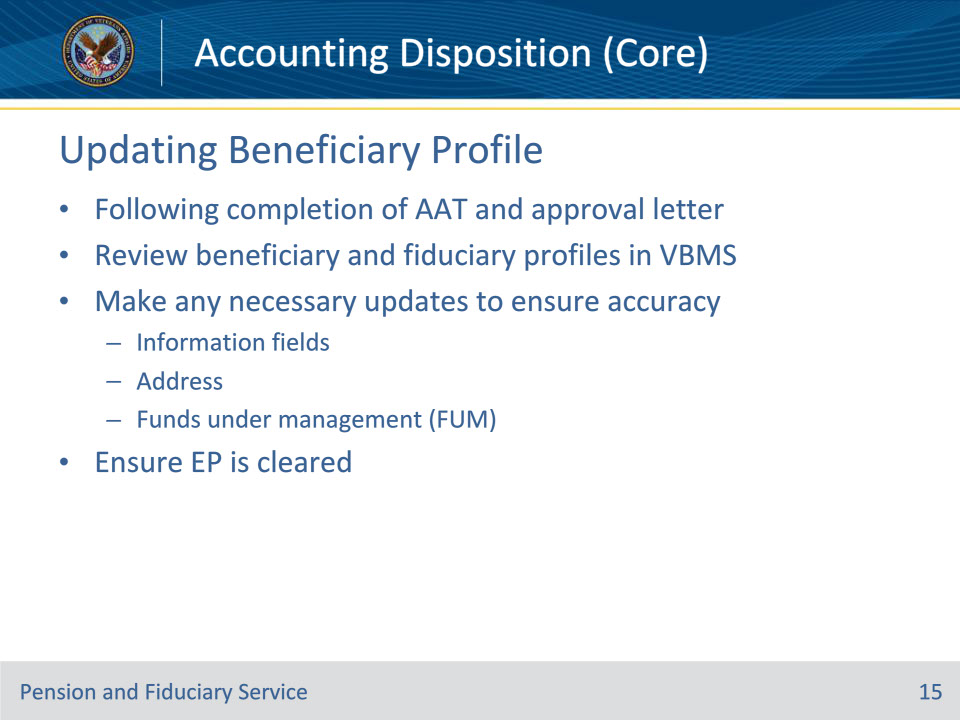 Accounting Disposition (Core)
Updating Beneficiary Profile
• Following completion of AAT and approval letter
• Review beneficiary and fiduciary profiles in VBMS
• Make any necessary updates to ensure accuracy
– Information fields
– Address
– Funds under management (FUM)
• Ensure EP is cleared
Pension and Fiduciary Service
15